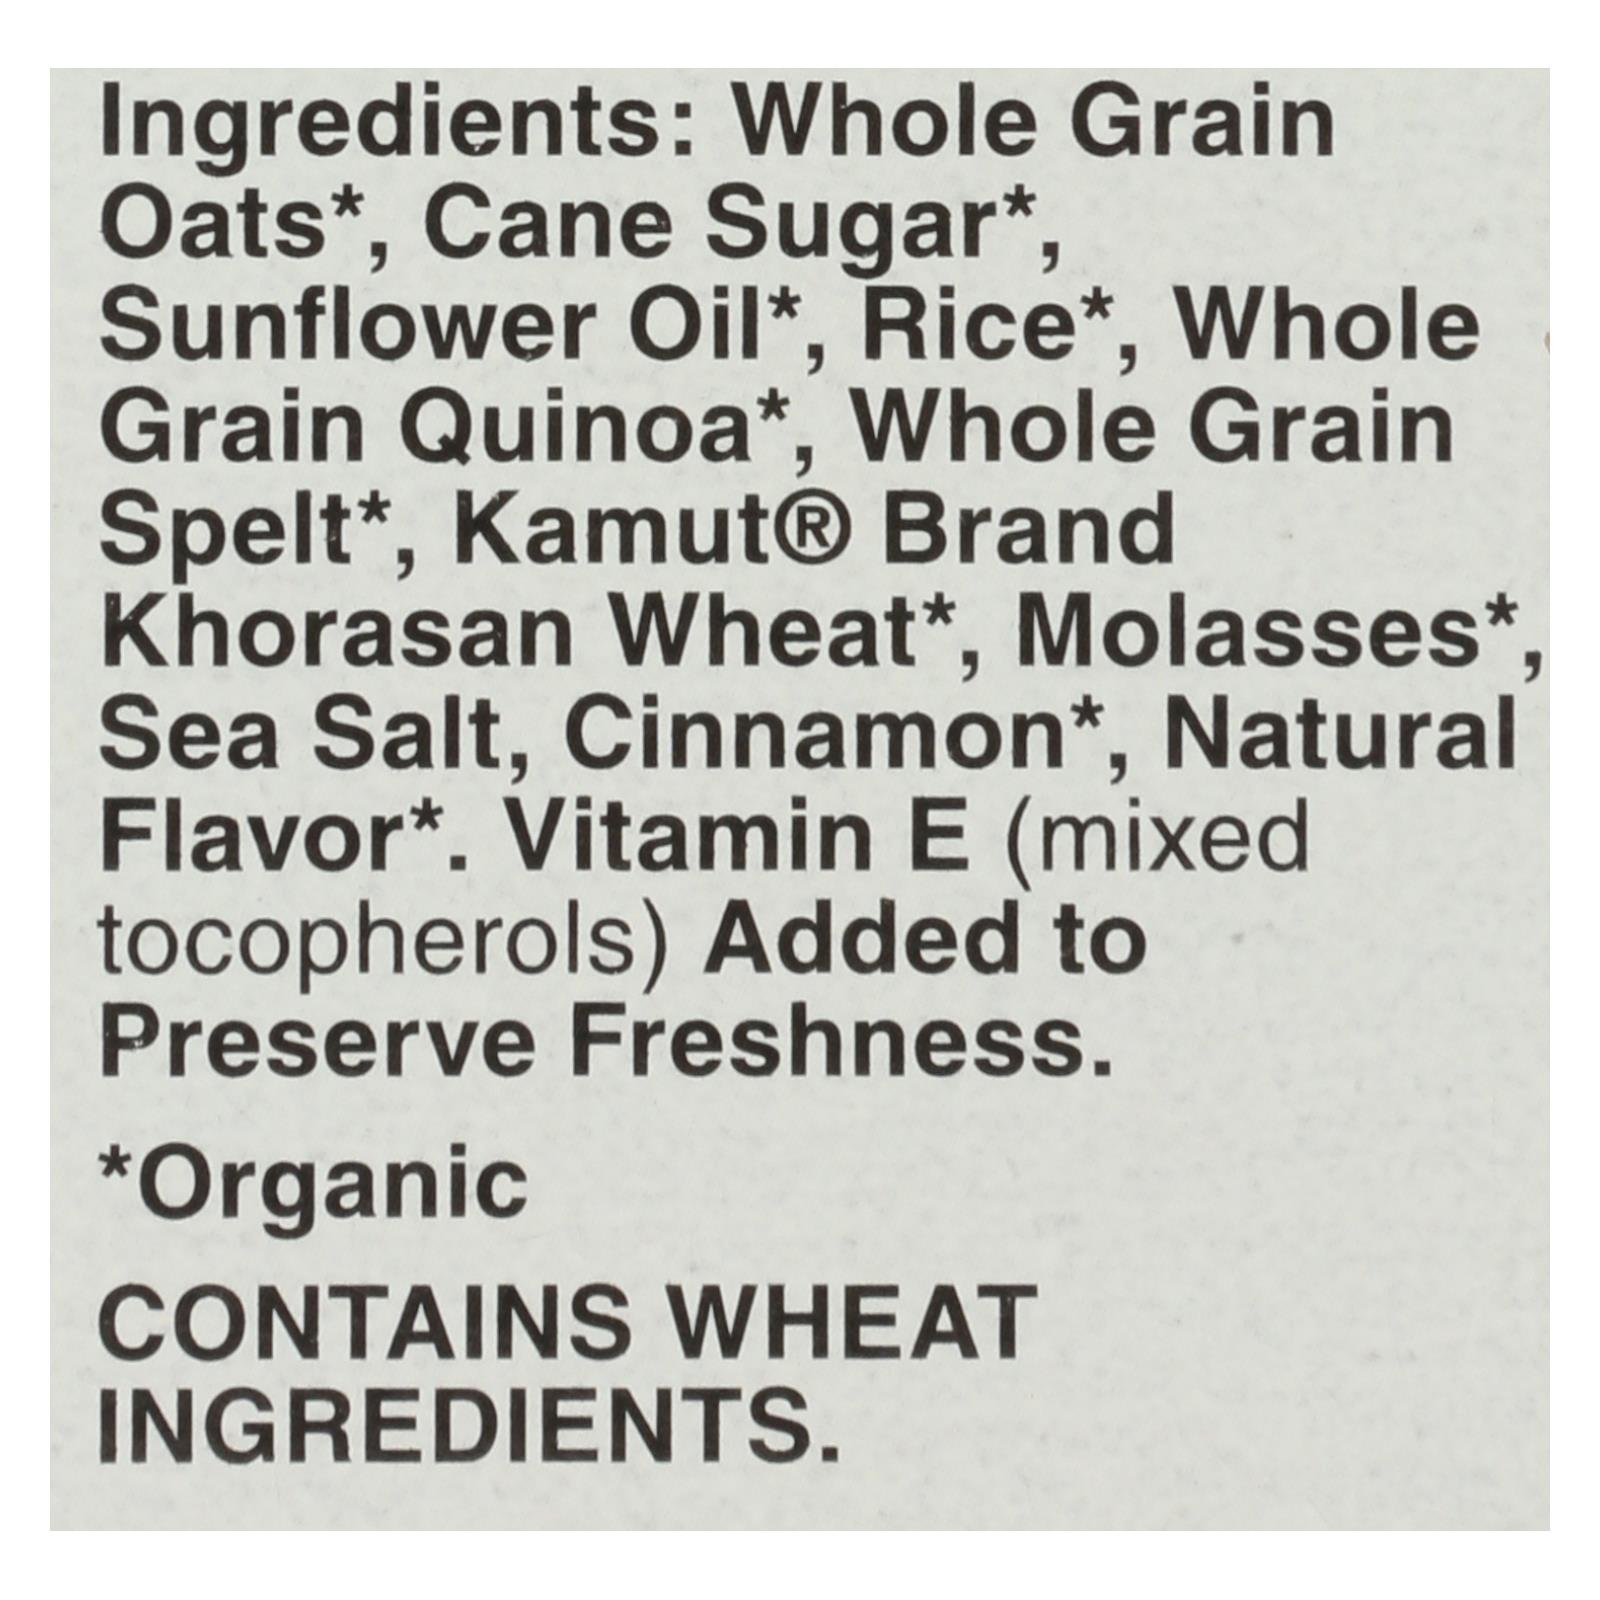 Ingredients: Whole Grain
Oats*, Cane Sugar*,
Sunflower Oil*, Rice*, Whole
Grain Quinoa*, Whole Grain
Spelt*, Kamut® Brand
Khorasan Wheat*, Molasses*,
Sea Salt, Cinnamon*, Natural
Flavor*. Vitamin E (mixed
tocopherols) Added to
Preserve Freshness.
*Organic
CONTAINS WHEAT
INGREDIENTS.